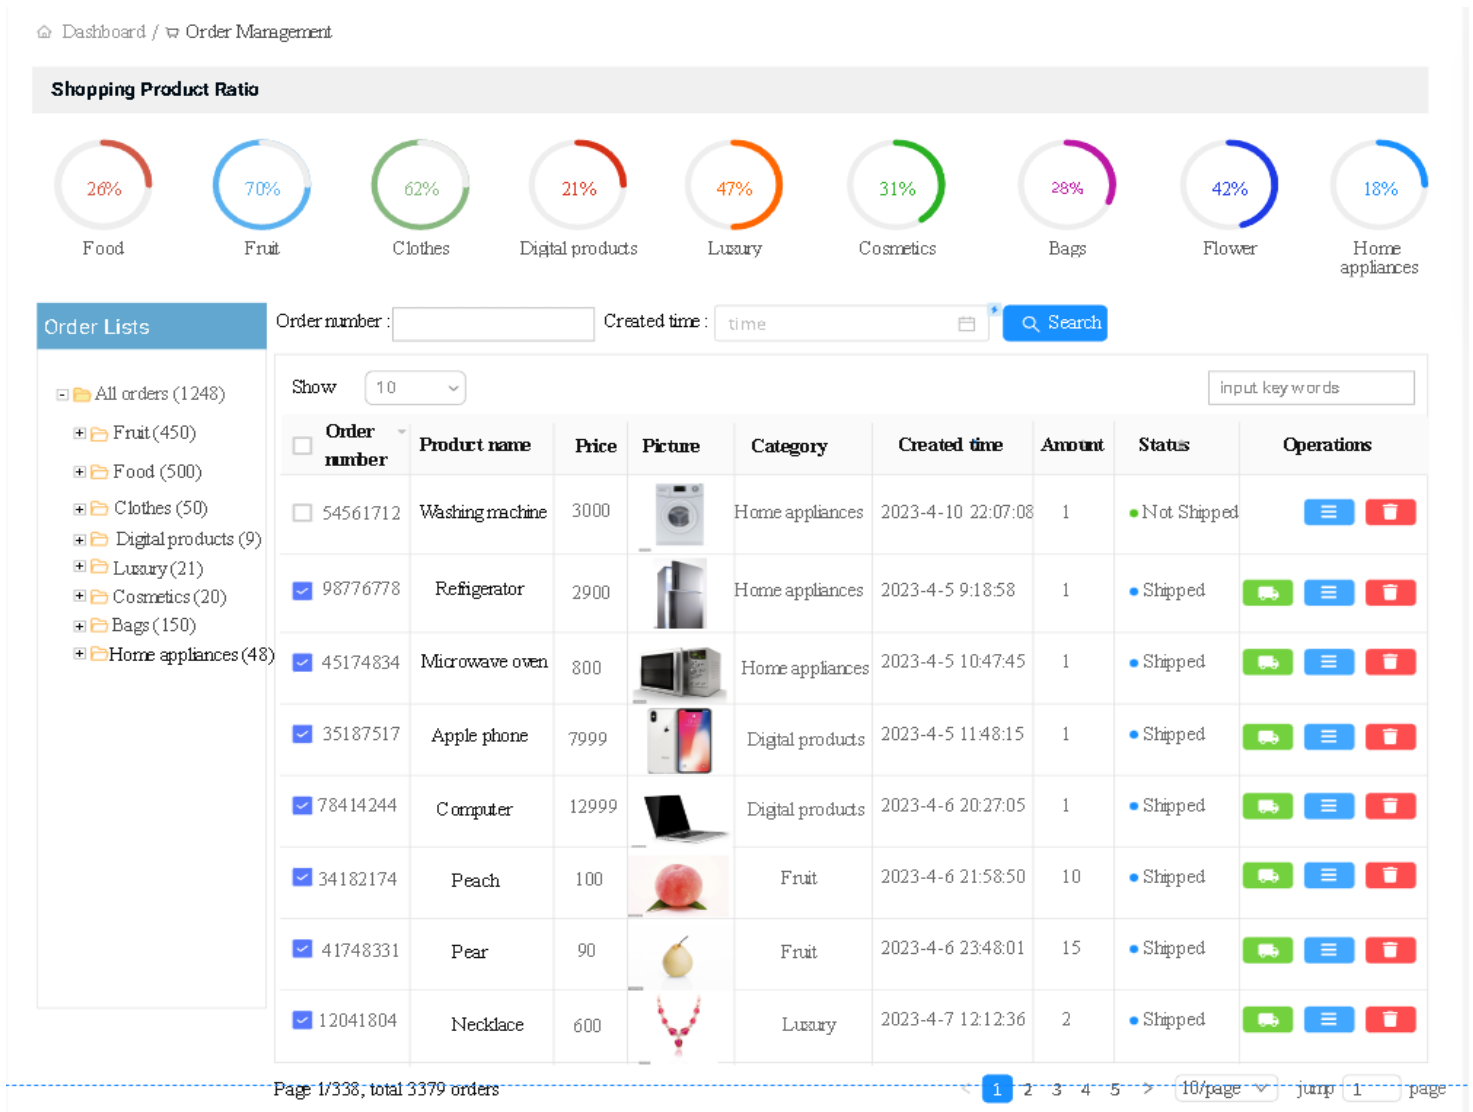 Dashboard / Order Management
Shopping Product Ratio
26% 70% 62% 21% 47% 31% 28% 42% 18%
Food Fruit Clothes Digital products Luxury Cosmetics Bags Flower Home appliances
Order Lists
All orders (1248)
Fruit (450)
Food (500)
Clothes (50)
Digital products (9)
Luxury (21)
Cosmetics (20)
Bags (150)
Home appliances (48)
Order number : Created time : time Search
Show 10 input key words
Order number Product name Price Picture Category Created time Amount Status Operations
54561712 Washing machine 3000 Home appliances 2023-4-10 22:07:08 1 Not Shipped
98776778 Refrigerator 2900 Home appliances 2023-4-5 9:18:58 1 Shipped
45174834 Microwave oven 800 Home appliances 2023-4-5 10:47:45 1 Shipped
35187517 Apple phone 7999 Digital products 2023-4-5 11:48:15 1 Shipped
78414244 Computer 12999 Digital products 2023-4-6 20:27:05 1 Shipped
34182174 Peach 100 Fruit 2023-4-6 21:58:50 10 Shipped
41748331 Pear 90 Fruit 2023-4-6 23:48:01 15 Shipped
12041804 Necklace 600 Luxury 2023-4-7 12:12:36 2 Shipped
Page 1/338, total 3379 orders < 1 2 3 4 5 > 10/page jump 1 page